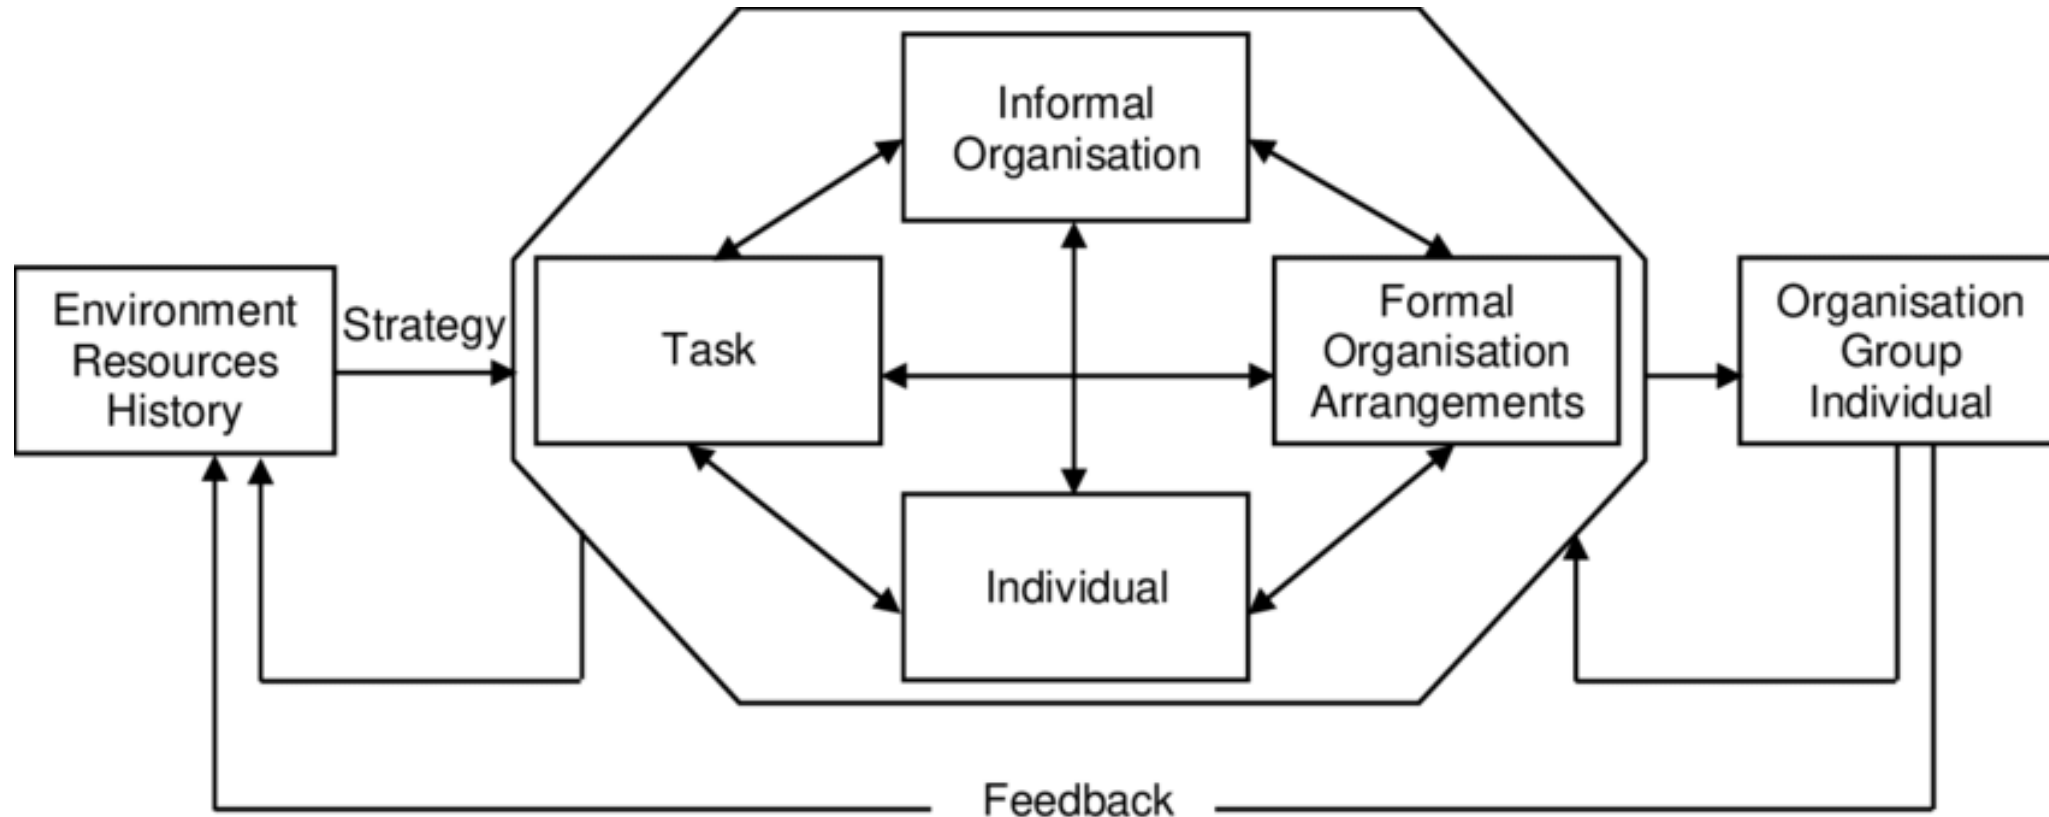 Informal
Organisation
Environment
Resources
History
Strategy
Task
Formal
Organisation
Arrangements
Organisation
Group
Individual
Individual
Feedback